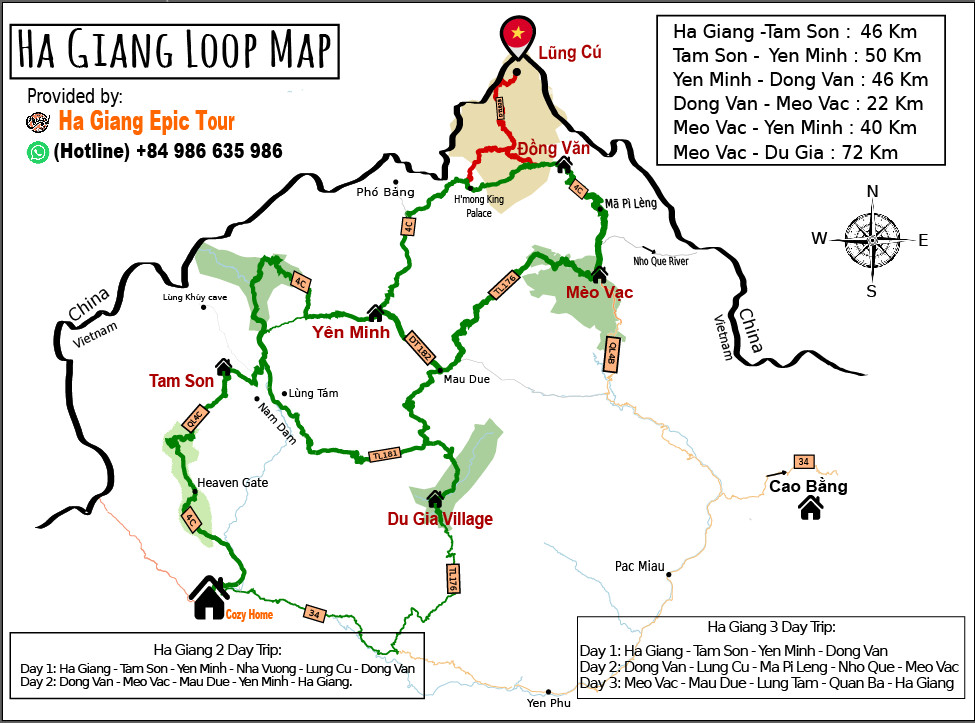 HA GIANG LOOP MAP
Provided by:
Ha Giang Epic Tour
(Hotline) +84 986 635 986
Ha Giang -Tam Son : 46 Km
Tam Son - Yen Minh : 50 Km
Yen Minh - Dong Van : 46 Km
Dong Van - Meo Vac : 22 Km
Meo Vac - Yen Minh : 40 Km
Meo Vac - Du Gia : 72 Km
Lũng Cú
Đồng Văn
Phó Bảng
H'mong King
Palace
4C
Mã Pì Lèng
4C
Nho Que River
N
W
E
S
Lùng Khúy cave
4C
TL176
Mèo Vạc
China
Vietnam
China
Vietnam
Yên Minh
DT182
QL4B
Tam Son
Mau Due
Lùng Tám
Nam Dam
QL4C
TL181
34
Heaven Gate
Cao Bằng
4C
Du Gia Village
Pac Miau
TL176
Cozy Home
34
Ha Giang 2 Day Trip:
Day 1: Ha Giang - Tam Son - Yen Minh - Nha Vuong - Lung Cu - Dong Van
Day 2: Dong Van - Meo Vac - Mau Due - Yen Minh - Ha Giang.
Ha Giang 3 Day Trip:
Day 1: Ha Giang - Tam Son - Yen Minh - Dong Van
Day 2: Dong Van - Lung Cu - Ma Pi Leng - Nho Que - Meo Vac
Day 3: Meo Vac - Mau Due - Lung Tam - Quan Ba - Ha Giang
Yen Phu